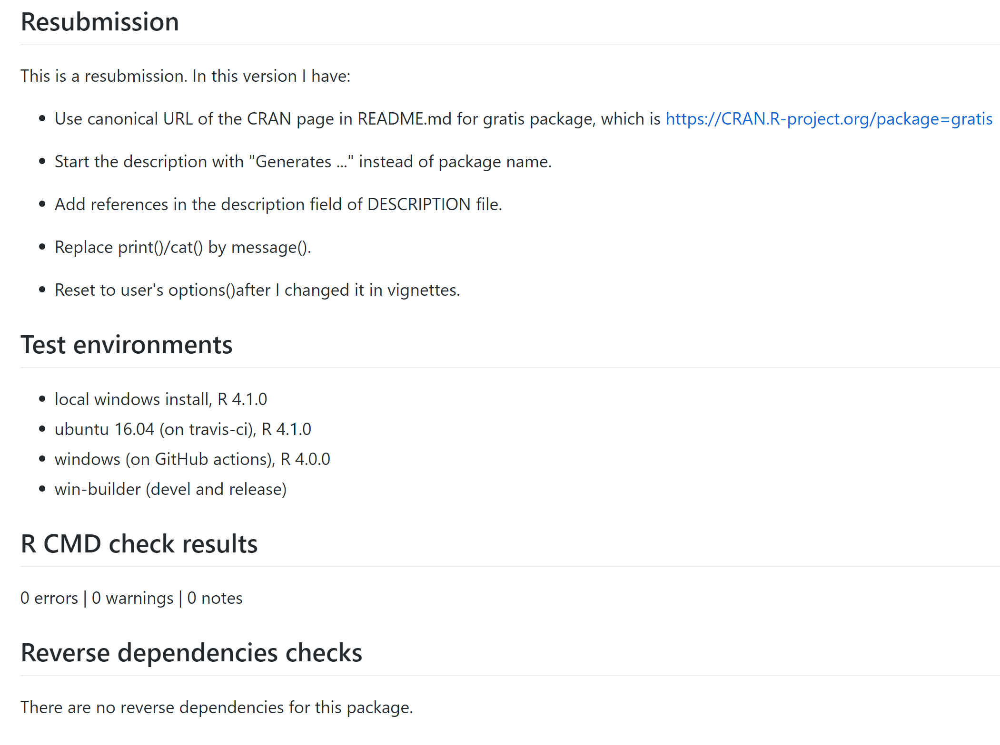 Resubmission
This is a resubmission. In this version I have:
Use canonical URL of the CRAN page in README.md for gratis package, which is https://CRAN.R-project.org/package=gratis
Start the description with "Generates ..." instead of package name.
Add references in the description field of DESCRIPTION file.
Replace print()/cat() by message().
Reset to user's options()after I changed it in vignettes.
Test environments
local windows install, R 4.1.0
ubuntu 16.04 (on travis-ci), R 4.1.0
windows (on GitHub actions), R 4.0.0
win-builder (devel and release)
R CMD check results
0 errors | 0 warnings | 0 notes
Reverse dependencies checks
There are no reverse dependencies for this package.